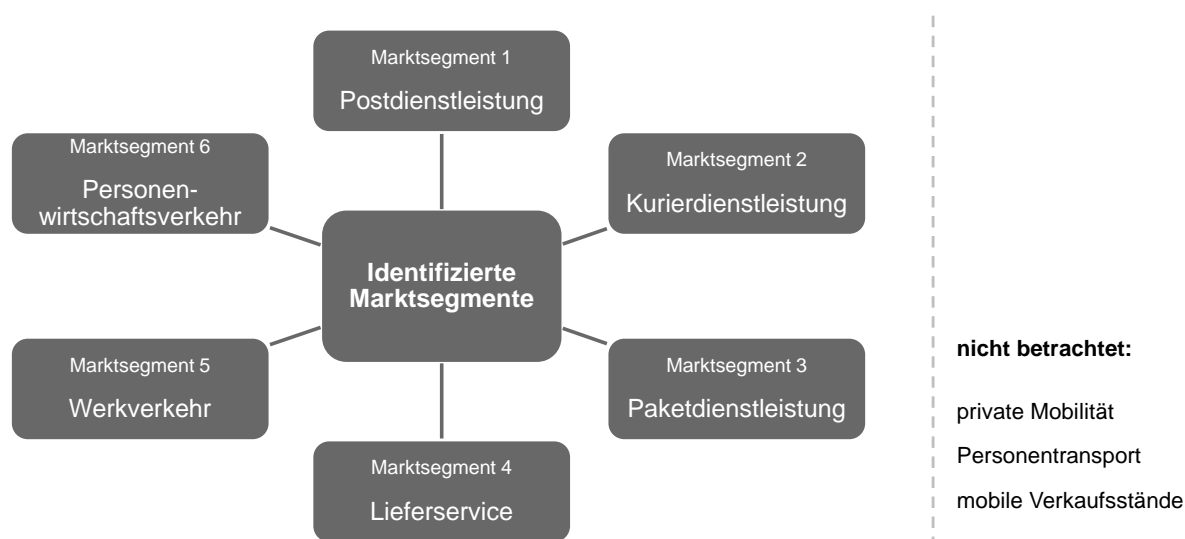 Marktsegment 1
Postdienstleistung
Marktsegment 6
Personen-
wirtschaftsverkehr
Marktsegment 2
Kurierdienstleistung
Identifizierte
Marktsegmente
Marktsegment 5
Werkverkehr
Marktsegment 3
Paketdienstleistung
Marktsegment 4
Lieferservice
nicht betrachtet:
private Mobilität
Personentransport
mobile Verkaufsstände